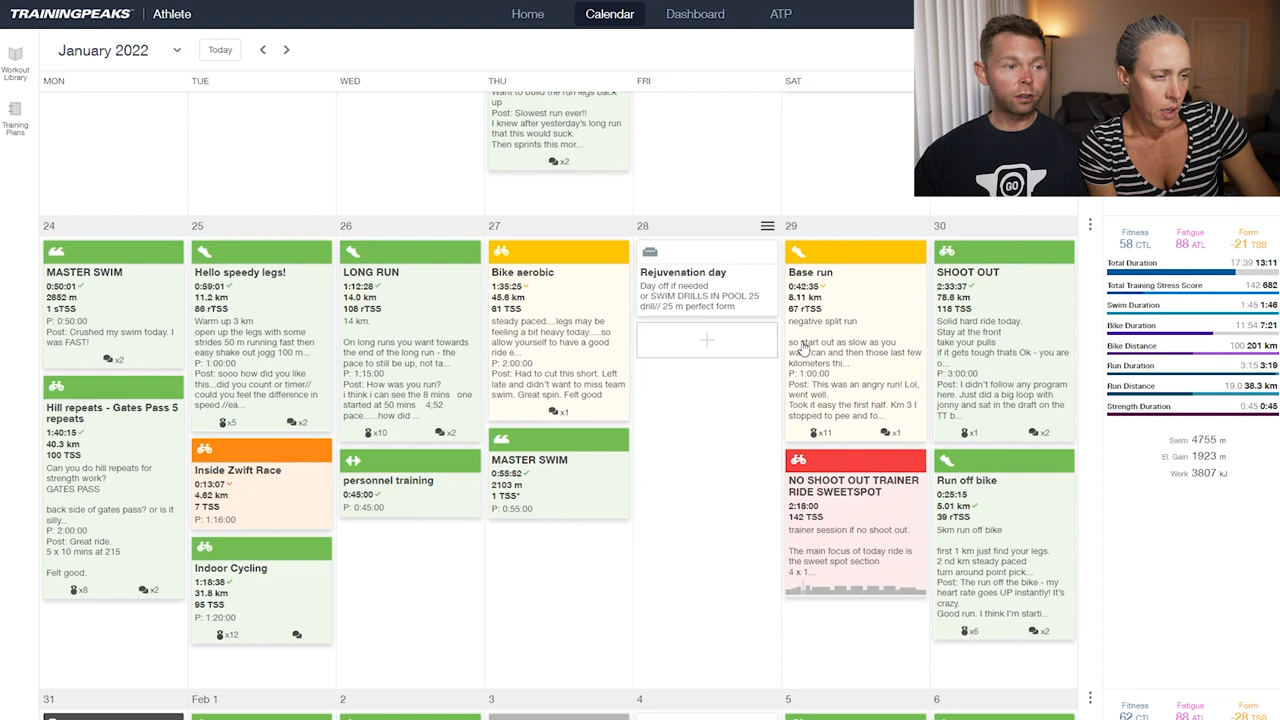 TRAININGPEAKS Athlete
Home
Calendar
Dashboard
ATP
January 2022
Today
Workout
Library
Training
Plans
MON
TUE
WED
THU
FRI
SAT
Want to build the run legs back
up
Post: Slowest run ever!!
I knew after yesterday's long run
that this would suck.
Then sprints this mor...
x2
24
MASTER SWIM
0:50:01
2652 m
1 sTSS
P: 0:50:00
Post: Crushed my swim today. I
was FAST!
x2
Hill repeats - Gates Pass 5
repeats
1:40:15
40.3 km
100 TSS
Can you do hill repeats for
strength work?
GATES PASS
back side of gates pass? or is it
silly...
P: 2:00:00
Post: Great ride.
5 x 10 mins at 215
Felt good.
x8
x2
25
Hello speedy legs!
0:59:01
11.2 km
86 rTSS
Warm up 3 km
open up the legs with some
strides 50 m running fast then
easy shake out jogg 100 m...
P: 1:00:00
Post: sooo how did you like
this...did you count or timer//
could you feel the difference in
speed //ea...
x5
x2
Inside Zwift Race
0:13:07
4.62 km
7 TSS
P: 1:16:00
Indoor Cycling
1:18:38
31.8 km
95 TSS
P: 1:20:00
x12
26
LONG RUN
1:12:28
14.0 km
108 rTSS
14 km.
On long runs you want towards
the end of the long run - the
pace to still be up, not ta...
P: 1:15:00
Post: How was you run?
i think i can see the 8 mins one
started at 50 mins 4;52
pace.....how did ...
x10
x2
personnel training
0:45:00
P: 0:45:00
27
Bike aerobic
1:35:25
45.6 km
61 TSS
steady paced....legs may be
feeling a bit heavy today.....so
allow yourself to have a good
ride e...
P: 2:00:00
Post: Had to cut this short. Left
late and didn't want to miss team
swim. Great spin. Felt good
x1
MASTER SWIM
0:55:52
2103 m
1 TSS*
P: 0:55:00
28
Rejuvenation day
Day off if needed
or SWIM DRILLS IN POOL 25
drill// 25 m perfect form
29
Base run
0:42:35
8.11 km
67 rTSS
negative split run
so start out as slow as you
can and then those last few
kilometers thi...
P: 1:00:00
Post: This was an angry run! Lol,
went well.
Took it easy the first half. Km 3 I
stopped to pee and fo...
x11
x1
NO SHOOT OUT TRAINER
RIDE SWEETSPOT
2:18:00
142 TSS
trainer session if no shoot out.
The main focus of today ride is
the sweet spot section
4 x 1...
30
SHOOT OUT
2:33:37
78.6 km
118 TSS
Solid hard ride today.
Stay at the front
take your pulls
if it gets tough thats Ok - you are
o...
P: 3:00:00
Post: I didn't follow any program
here. Just did a big loop with
jonny and sat in the draft on the
TT b...
x1
x2
Run off bike
0:25:15
5.01 km
39 rTSS
5km run off bike
first 1 km just find your legs.
2 nd km steady paced
turn around point pick...
P:
Post: The run off the bike - my
heart rate goes UP instantly! It's
crazy.
Good run. I think I'm starti...
x6
x2
Fitness
58 CTL
Fatigue
88 ATL
Form
-21 TSB
Total Duration 17:39 13:11
Total Training Stress Score 142 682
Swim Duration 1:45 1:46
Bike Duration 11:54 7:21
Bike Distance 100 201 km
Run Duration 3:15 3:19
Run Distance 19.0 38.3 km
Strength Duration 0:45 0:45
Swim 4755 m
El. Gain 1923 m
Work 3807 kJ
31
Feb 1
2
3
4
5
6
Fitness
62 CTL
Fatigue
88 ATL
Form
-28 TSB
GO